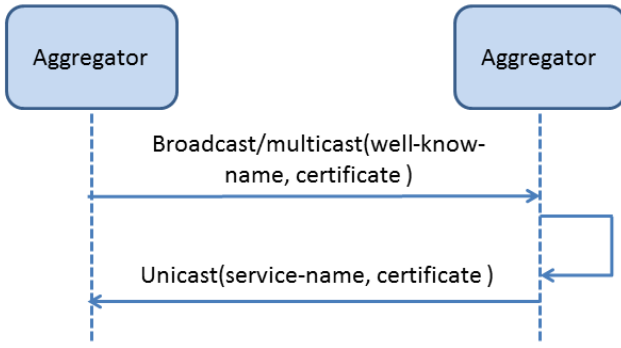 Aggregator
Aggregator
Broadcast/multicast(well-know-
name, certificate )
Unicast(service-name, certificate )